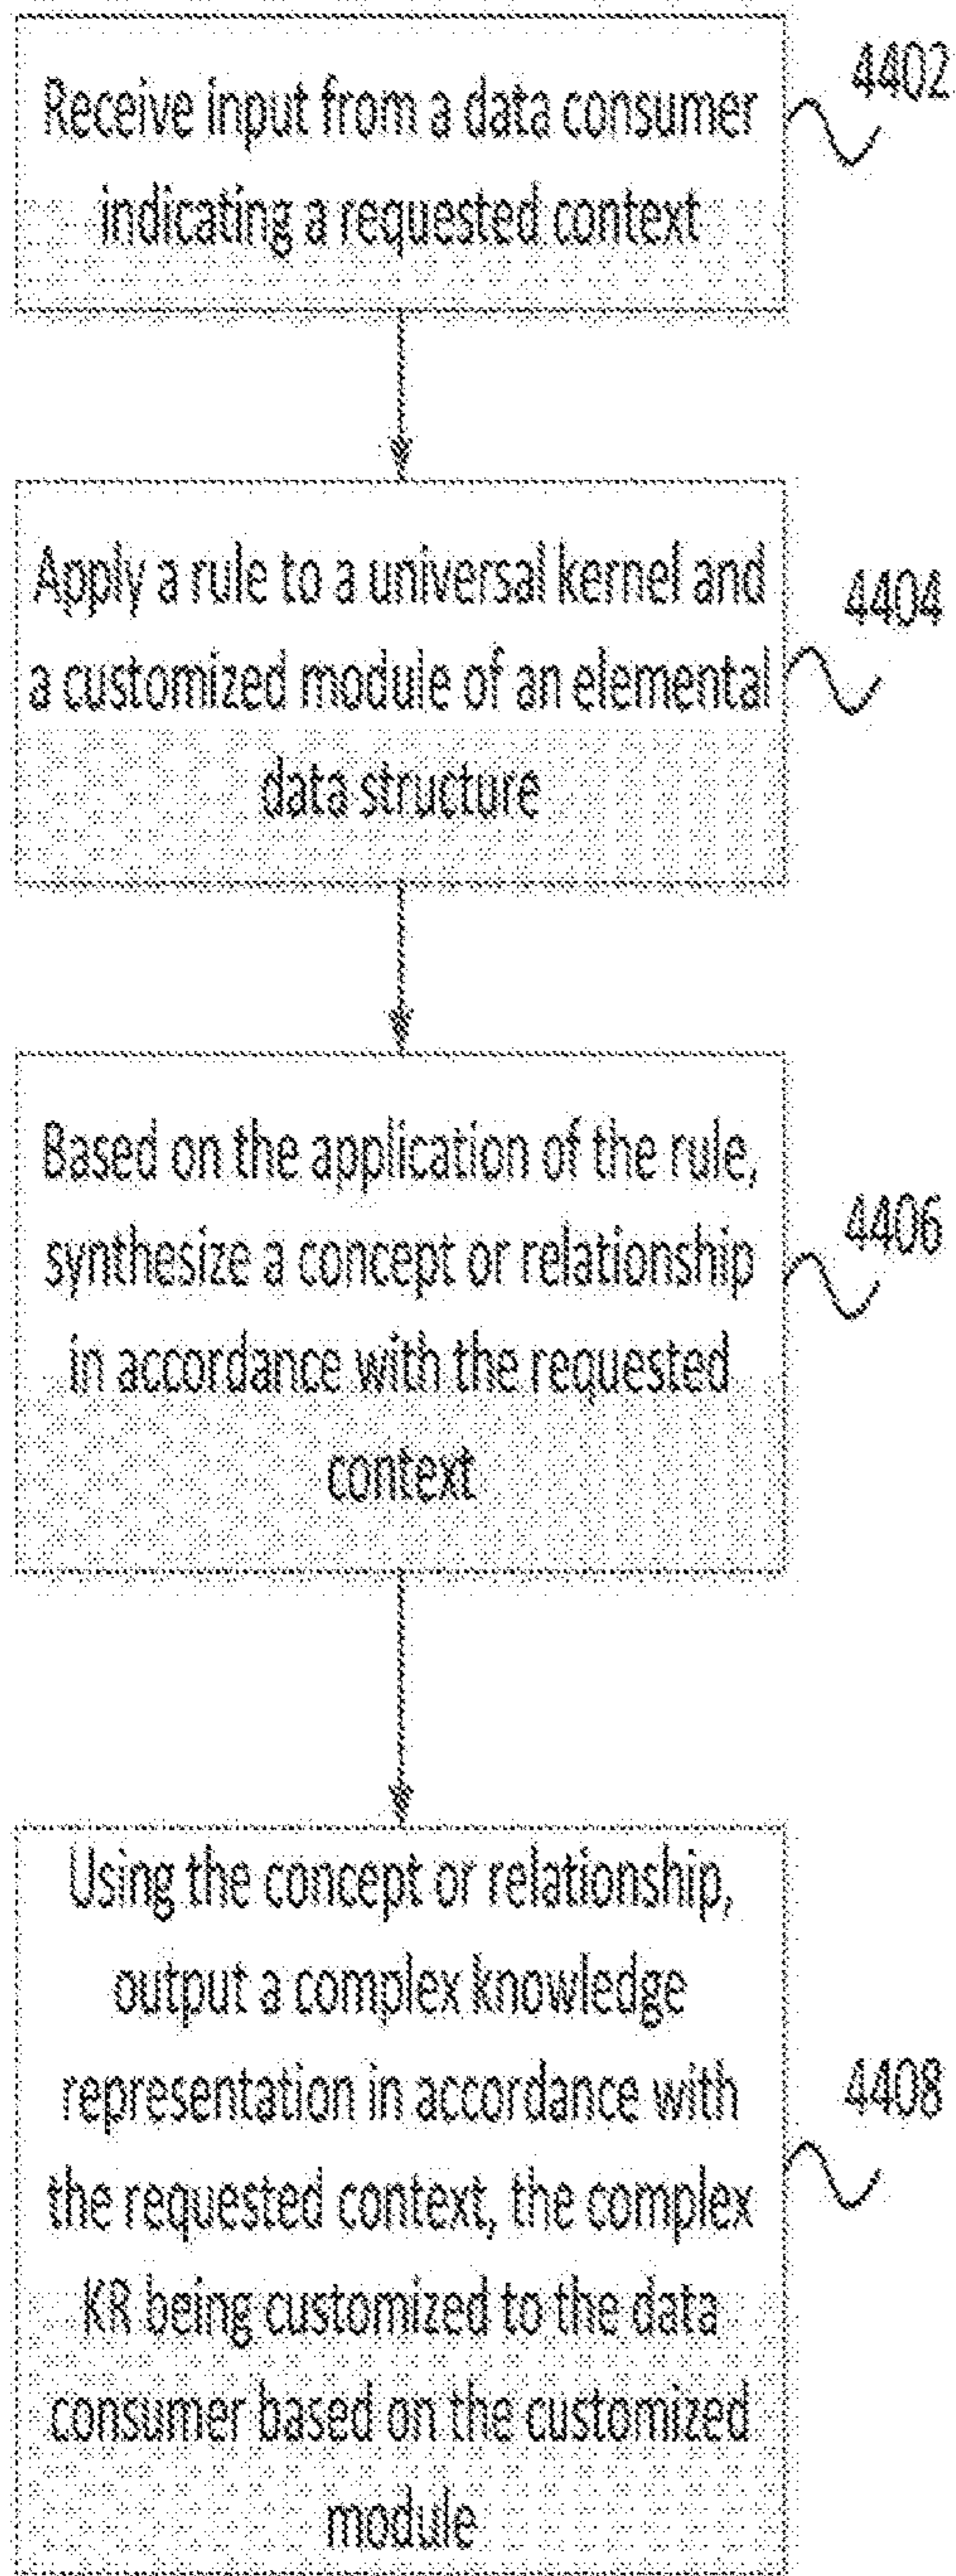 Receive input from a data consumer
indicating a requested context
4402
Apply a rule to a universal kernel and
a customized module of an elemental
data structure
4404
Based on the application of the rule,
synthesize a concept or relationship
in accordance with the requested
context
4406
Using the concept or relationship,
output a complex knowledge
representation in accordance with
the requested context, the complex
KR being customized to the data
consumer based on the customized
module
4408